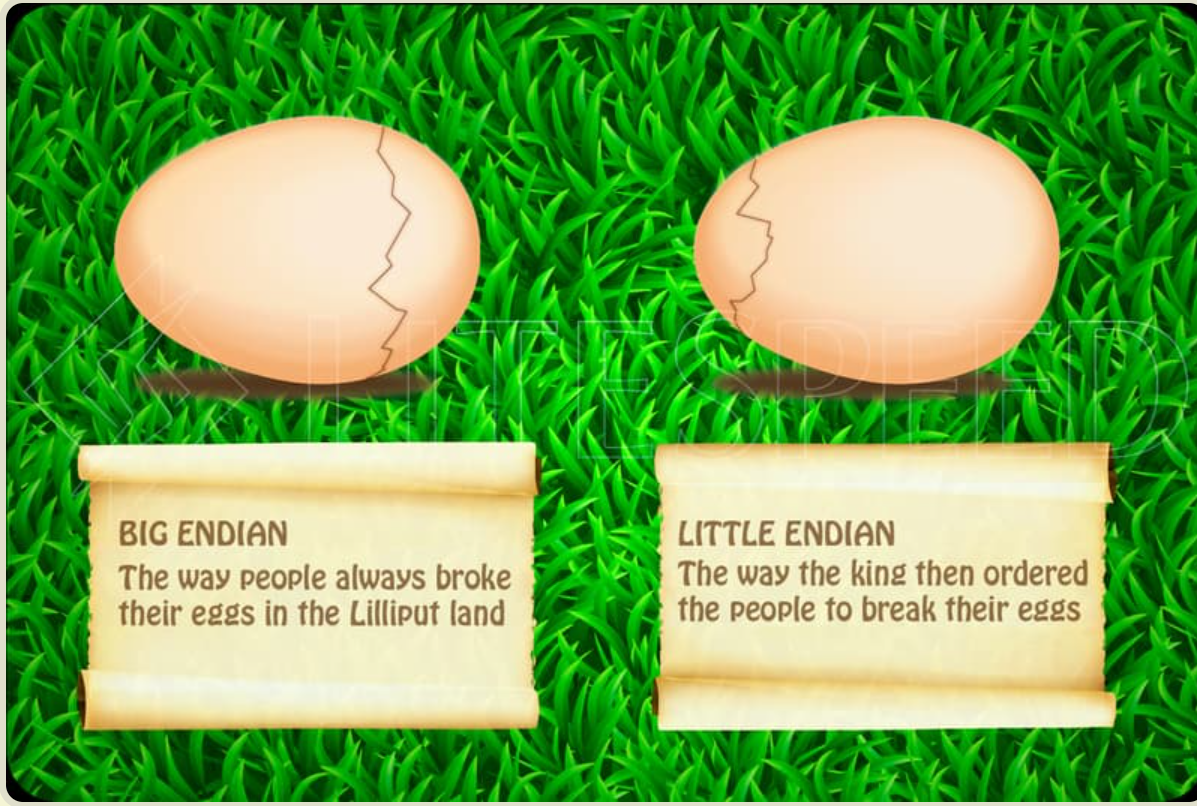 BIG ENDIAN
The way people always broke
their eggs in the Lilliput land
LITTLE ENDIAN
The way the king then ordered
the people to break their eggs
LITESPEED